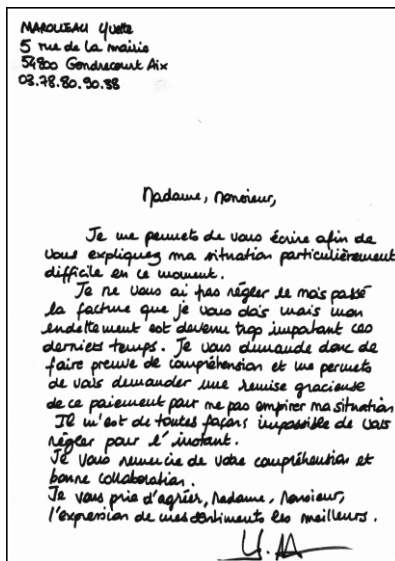 MAROLLEAU Yvette
5 rue de la mairie
54800 Gondrecourt Aix
03.78.80.90.38
Madame, Monsieur,
Je me permets de vous écrire afin de
vous expliquez ma situation particulièrement
difficile en ce moment.
Je ne vous ai pas régler le mois passé
la facture que je vous dois mais mon
endettement est devenu trop important ces
derniers temps. Je vous demande donc de
faire preuve de compréhension et me permets
de vous demander une remise gracieuse
de ce paiement pour ne pas empirer ma situation
Il m'est de toutes façons impossible de vous
régler pour l'instant.
Je vous remercie de votre compréhension et
bonne collaboration.
Je vous prie d'agréer, Madame, Monsieur,
l'expression de mes sentiments les meilleurs.